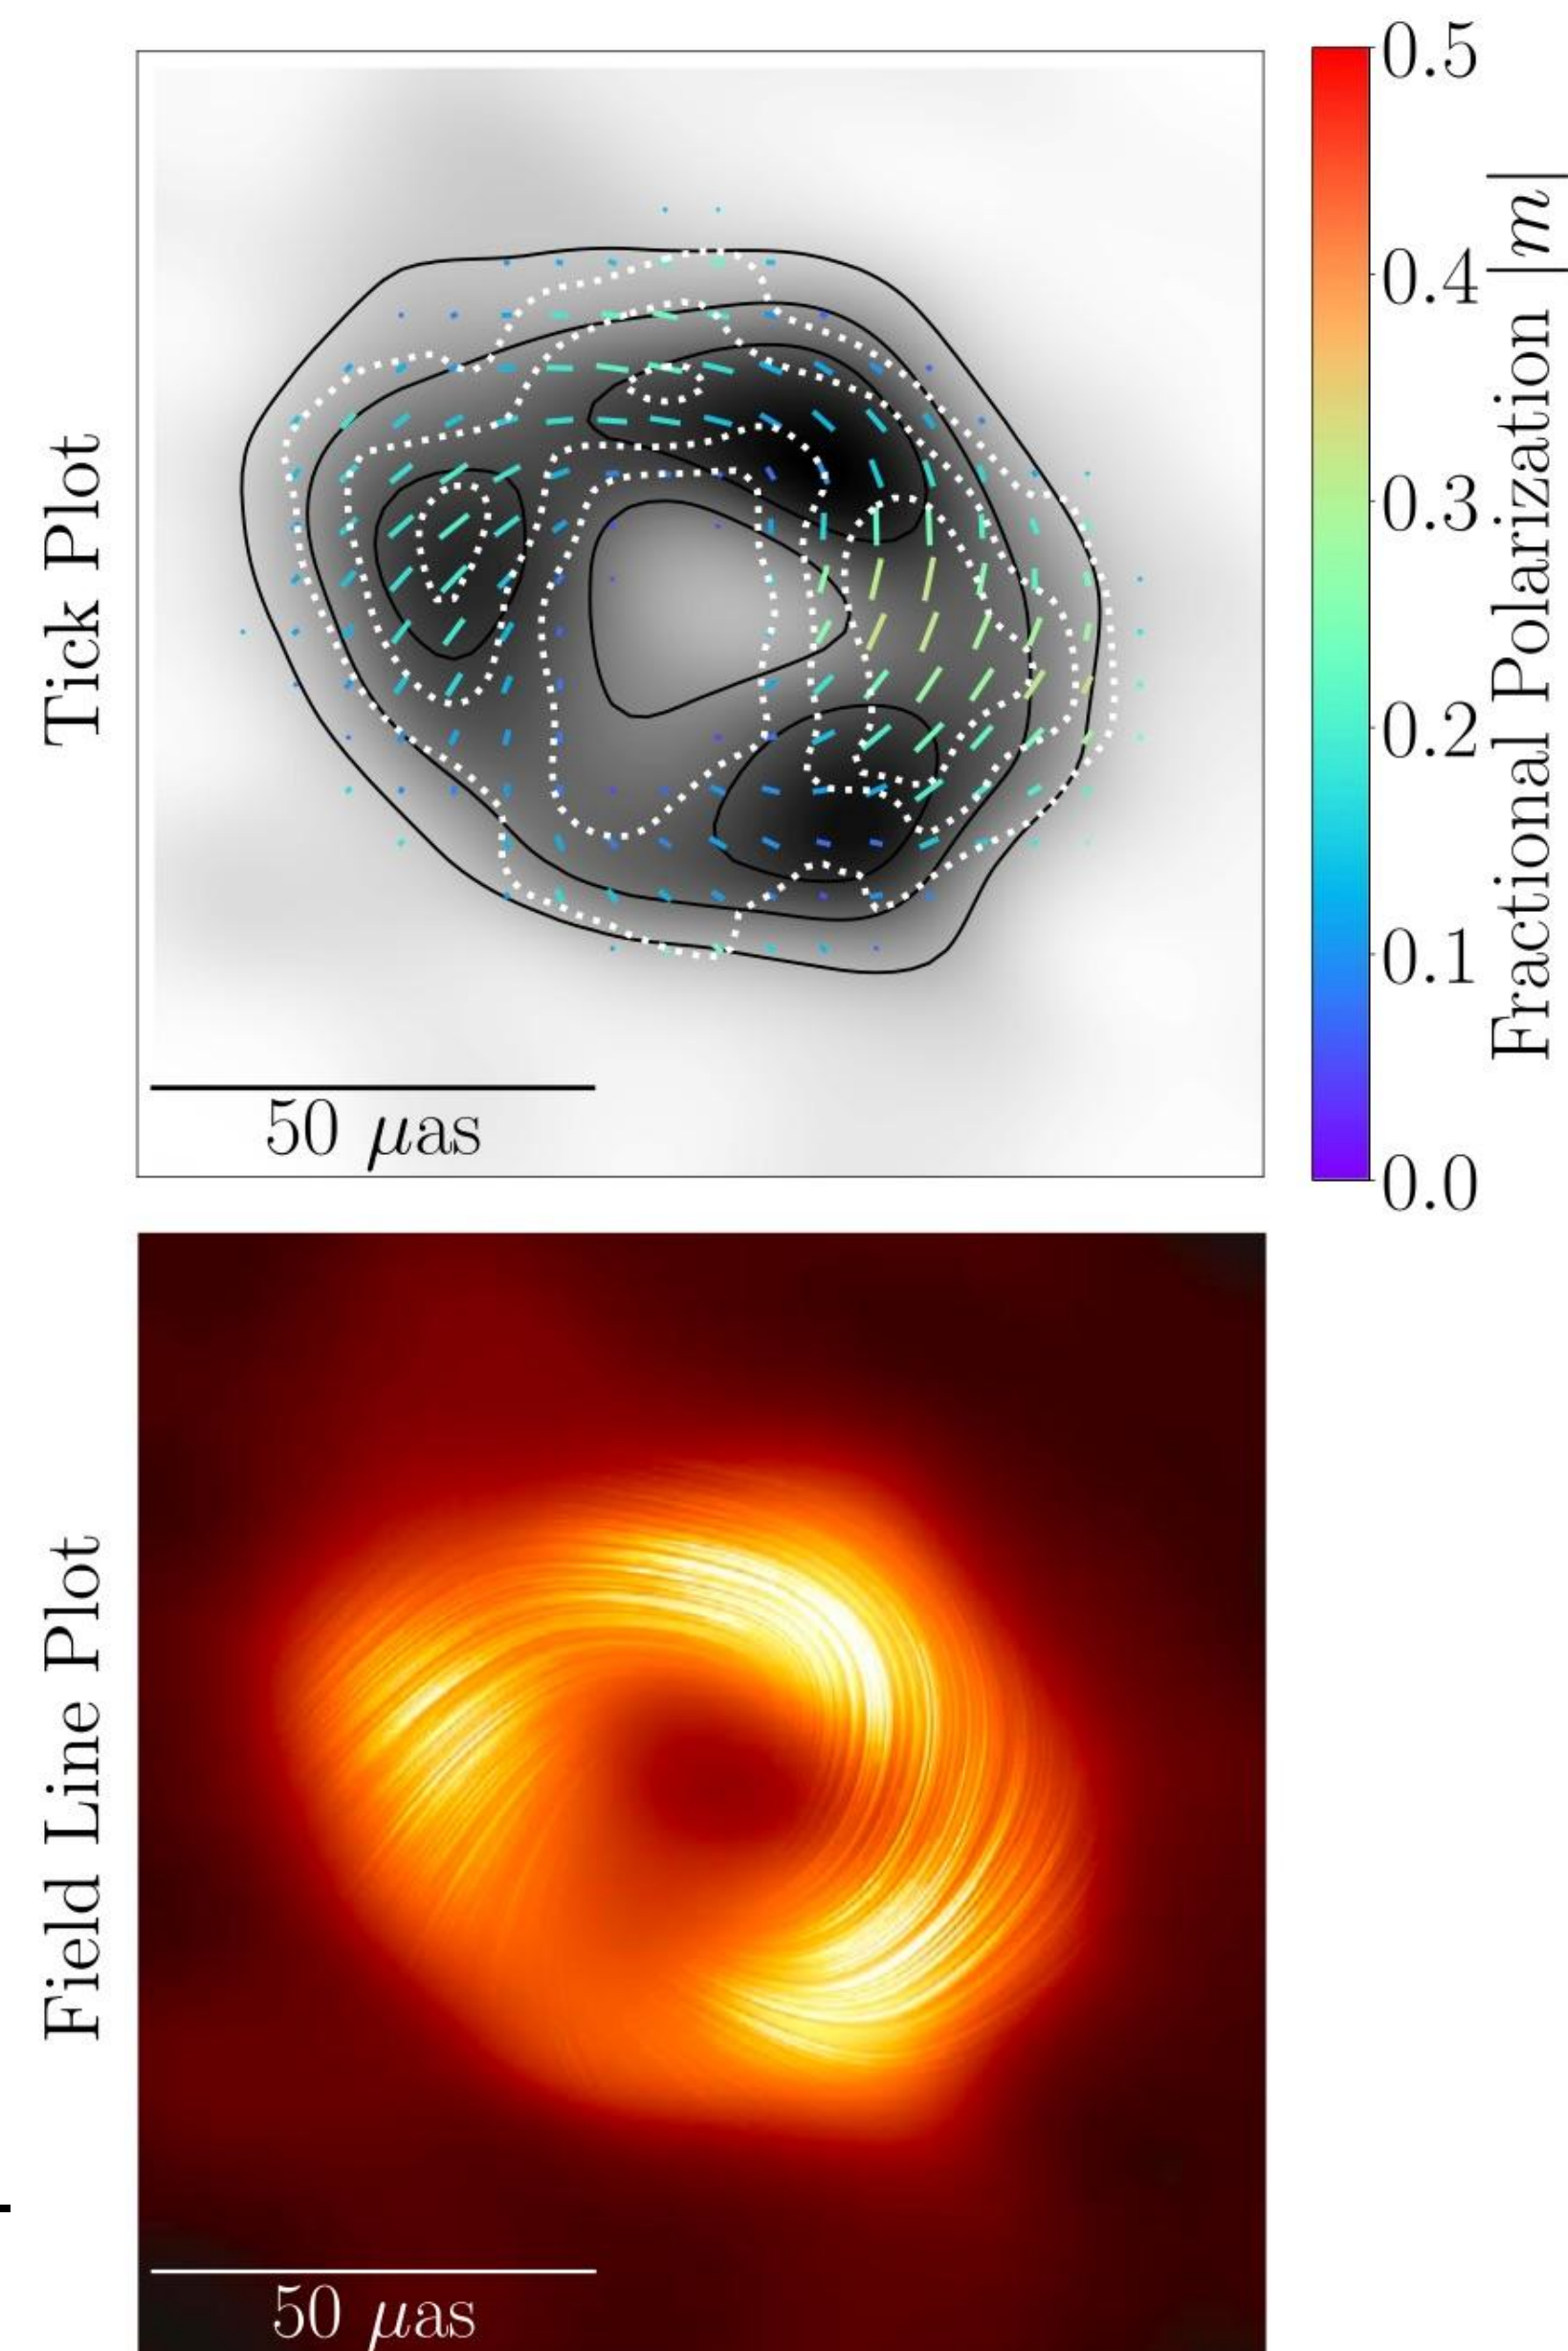 Tick Plot
50 μas
0.5
0.4
0.3
0.2
0.1
0.0
Fractional Polarization |m|
Field Line Plot
50 μas